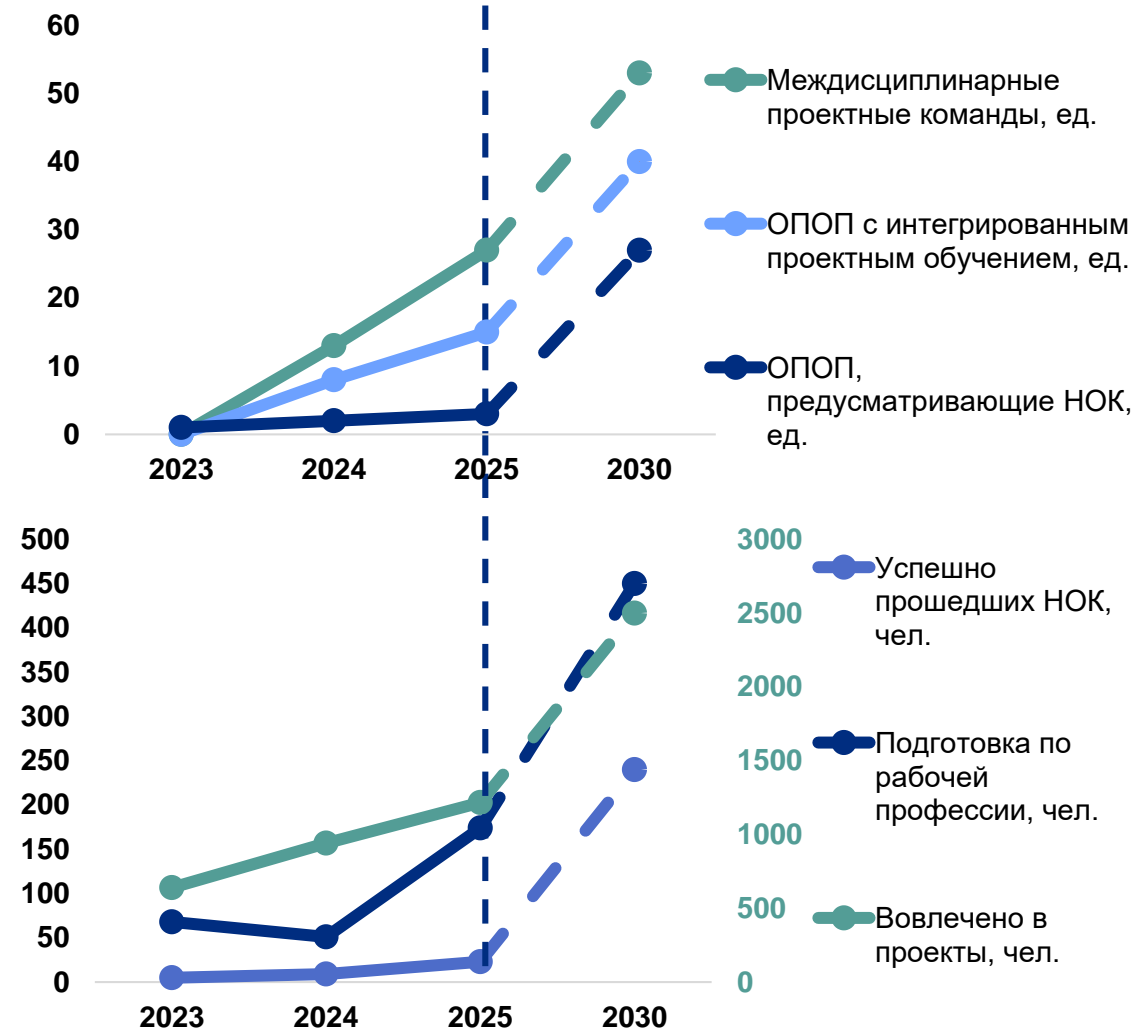 60
50
40
30
20
10
0
2023 2024 2025 2030
Междисциплинарные
проектные команды, ед.
ОПОП с интегрированным
проектным обучением, ед.
ОПОП,
предусматривающие НОК,
ед.
500
450
400
350
300
250
200
150
100
50
0
2023 2024 2025 2030
3000
2500
2000
1500
1000
500
0
Успешно
прошедших НОК,
чел.
Подготовка по
рабочей
профессии, чел.
Вовлечено в
проекты, чел.